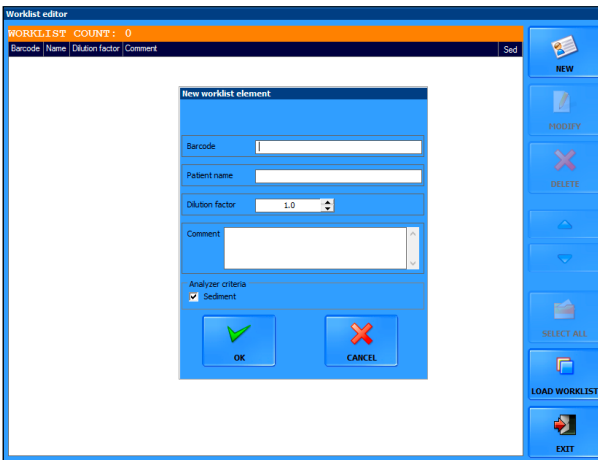 Worklist editor
WORKLIST COUNT: 0
Barcode Name Dilution factor Comment Sed
New worklist element
Barcode
Patient name
Dilution factor 1.0
Comment
Analyzer criteria
Sediment
OK CANCEL
NEW
MODIFY
DELETE
SELECT ALL
LOAD WORKLIST
EXIT